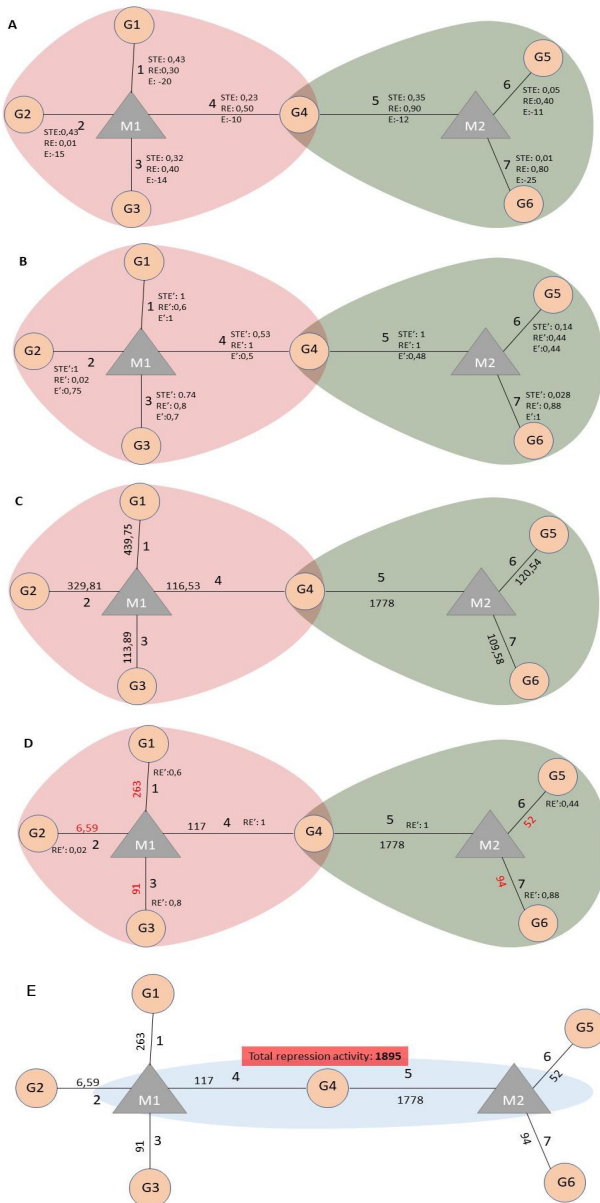 A
G1
STE: 0,43
RE:0,30
E: -20
1
G2
2
STE:0,43
RE: 0,01
E:-15
M1
3
STE: 0,32
RE: 0,40
E:-14
G3
4
STE: 0,23
RE: 0,50
E:-10
G4
5
STE: 0,35
RE: 0,90
E:-12
M2
G5
6
STE: 0,05
RE:0,40
E:-11
7
STE: 0,01
RE: 0,80
E:-25
G6
B
G1
1
STE': 1
RE':0,6
E':1
G2
2
STE':1
RE': 0,02
E':0,75
M1
3
STE': 0,74
RE': 0,8
E':0,7
G3
4
STE': 0,53
RE': 1
E':0,5
G4
5
STE': 1
RE': 1
E':0,48
M2
G5
6
STE': 0,14
RE':0,44
E':0,44
7
STE': 0,028
RE': 0,88
E':1
G6
C
G1
439,75
1
G2
329,81
2
M1
116,53
4
113,89
3
G3
G4
5
1778
M2
G5
6
120,54
7
109,58
G6
D
G1
RE':0,6
263
1
G2
6,59
RE': 0,02
2
M1
117
4
RE': 1
91
3
RE': 0,8
G3
G4
5
RE': 1
1778
M2
G5
RE':0,44
6
52
7
94
RE': 0,88
G6
E
G1
263
1
Total repression activity: 1895
G2
6,59
2
M1
117
4
G4
5
1778
M2
G5
6
52
91
3
G3
94
7
G6